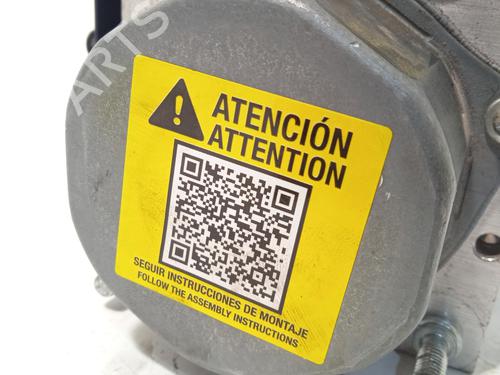 ARTS
ATENCIÓN
ATTENTION
SEGUIR INSTRUCCIONES DE MONTAJE
FOLLOW THE ASSEMBLY INSTRUCTIONS